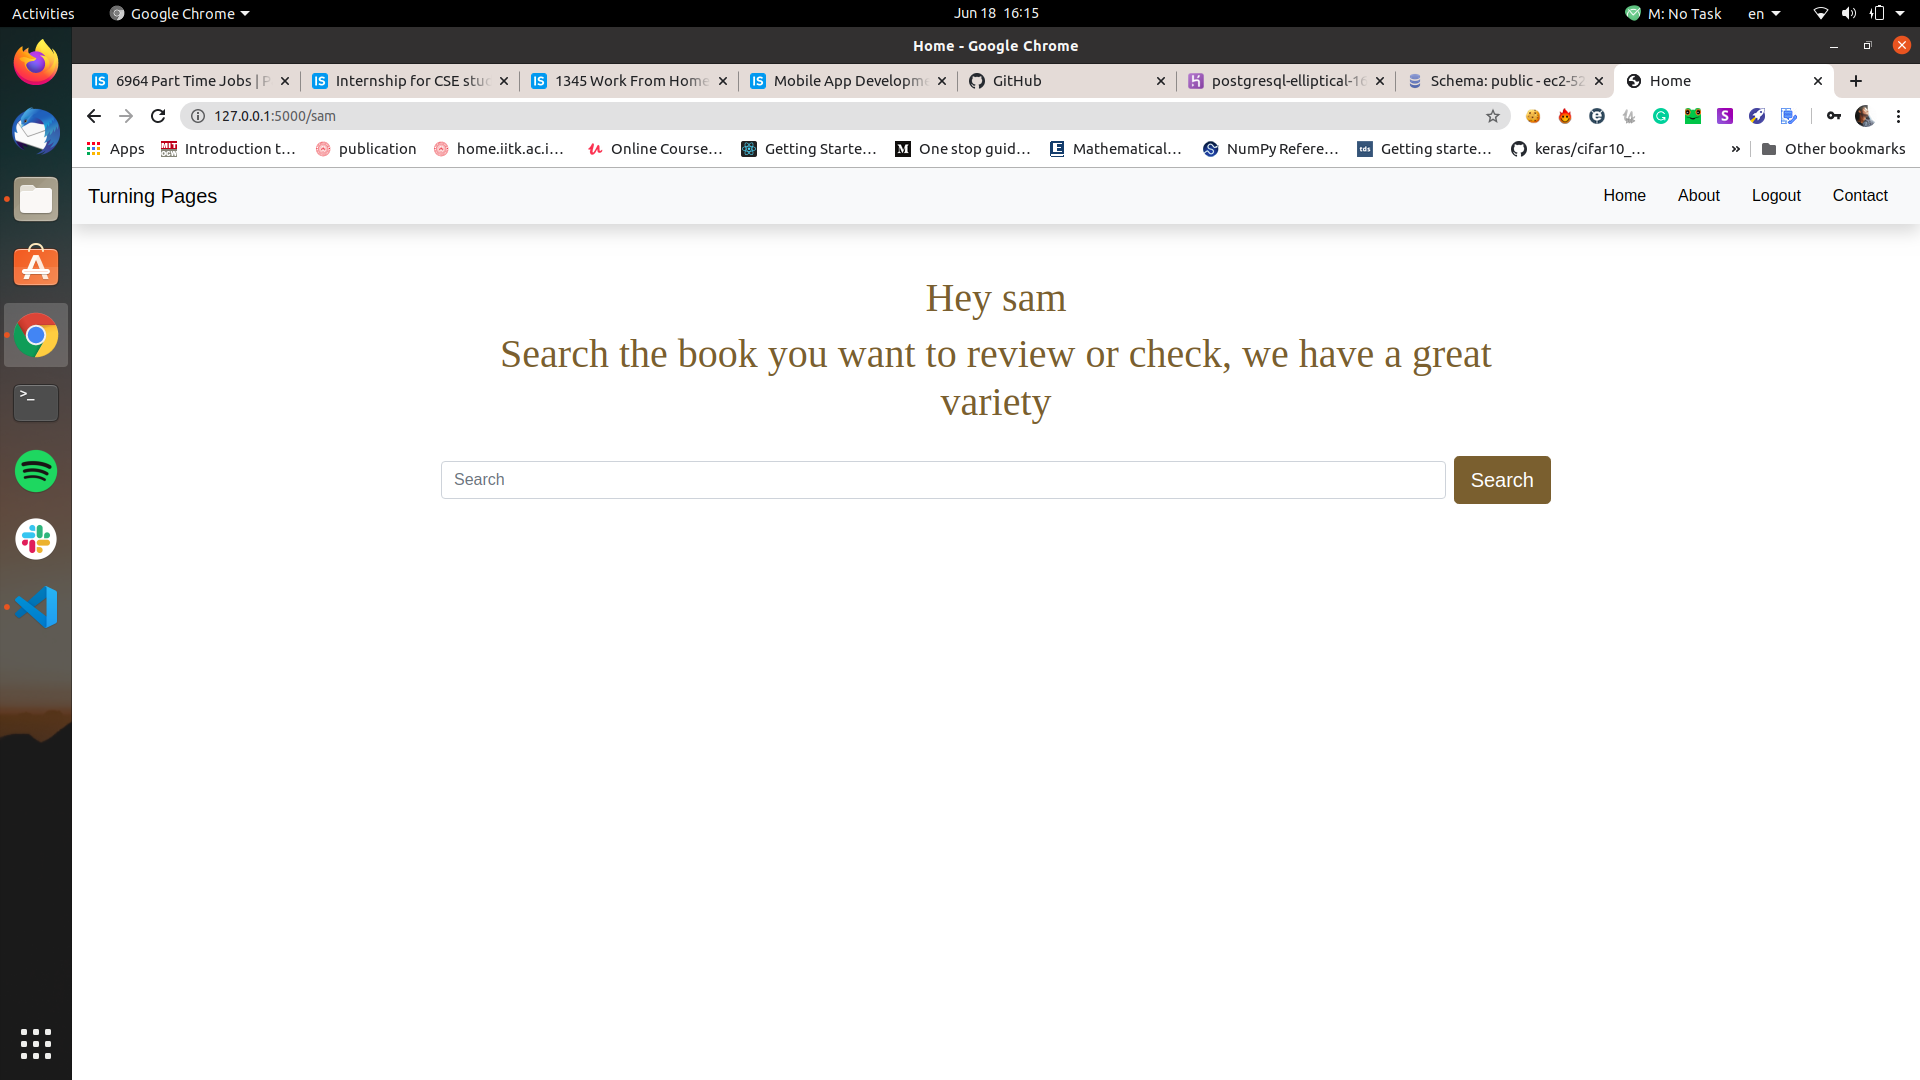 Activities Google Chrome Jun 18 16:15 M: No Task en
Home - Google Chrome
6964 Part Time Jobs | P Internship for CSE stud 1345 Work From Home Mobile App Developme GitHub postgresql-elliptical-16 Schema: public - ec2-52 Home
127.0.0.1:5000/sam
Apps Introduction t... publication home.iitk.ac.i... Online Course... Getting Starte... One stop guid... Mathematical... NumPy Refere... Getting starte... keras/cifar10_... » Other bookmarks
Turning Pages Home About Logout Contact
Hey sam
Search the book you want to review or check, we have a great
variety
Search Search